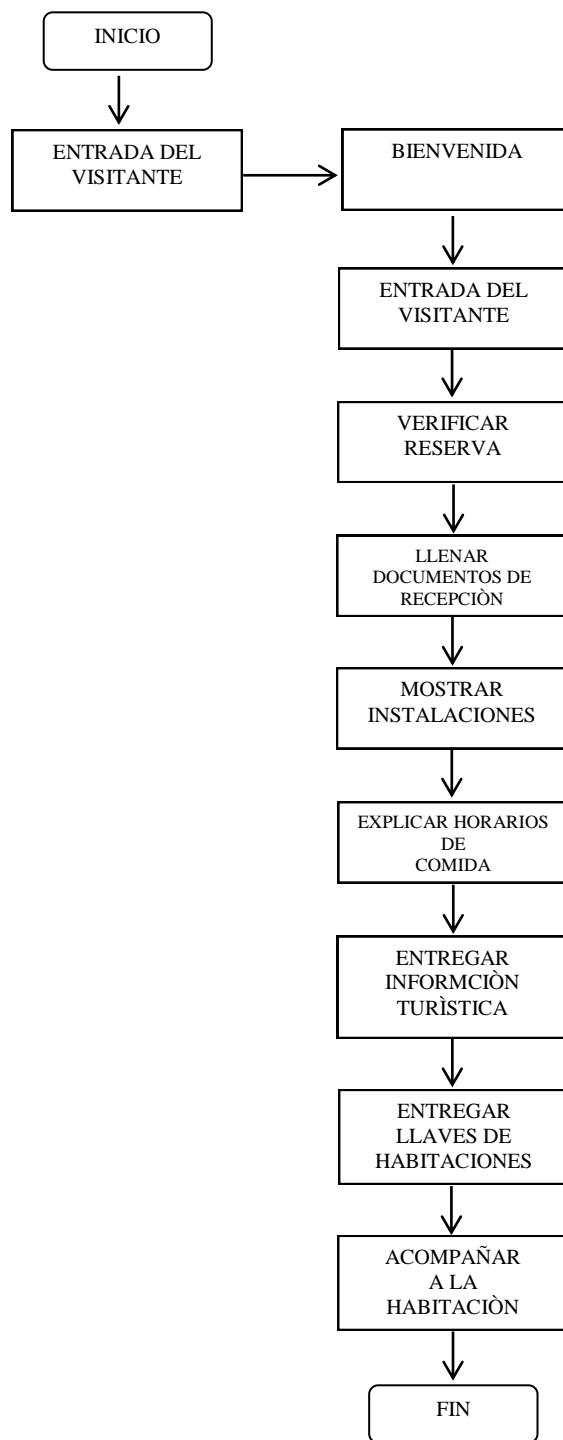 INICIO
ENTRADA DEL
VISITANTE
BIENVENIDA
ENTRADA DEL
VISITANTE
VERIFICAR
RESERVA
LLENAR
DOCUMENTOS DE
RECEPCIÒN
MOSTRAR
INSTALACIONES
EXPLICAR HORARIOS
DE
COMIDA
ENTREGAR
INFORMCIÒN
TURÌSTICA
ENTREGAR
LLAVES DE
HABITACIONES
ACOMPAÑAR
A LA
HABITACIÒN
FIN